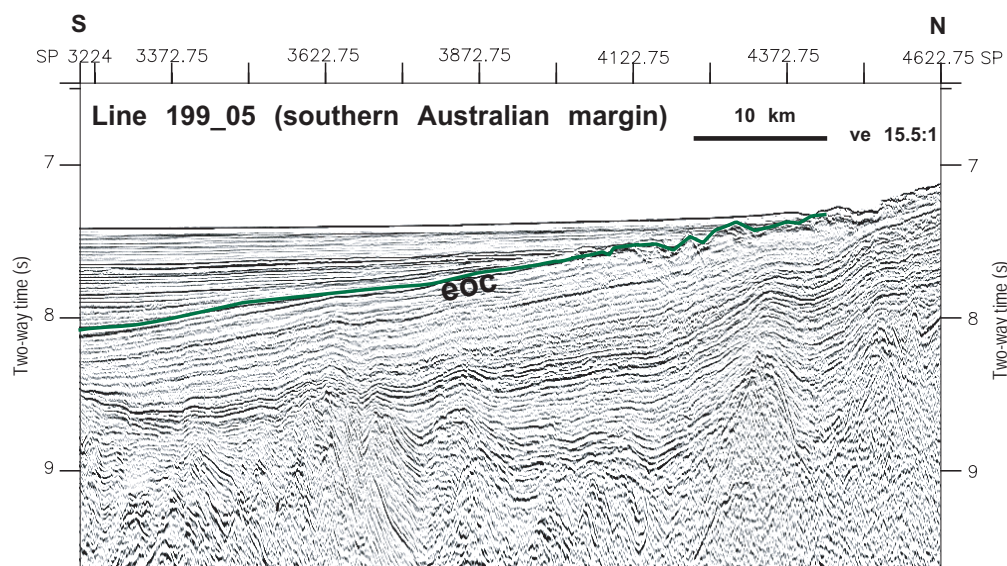 S N
SP 3224 3372.75 3622.75 3872.75 4122.75 4372.75 4622.75 SP
Line 199_05 (southern Australian margin)
10 km
ve 15.5:1
7 7
eoc
8 8
Two-way time (s) Two-way time (s)
9 9